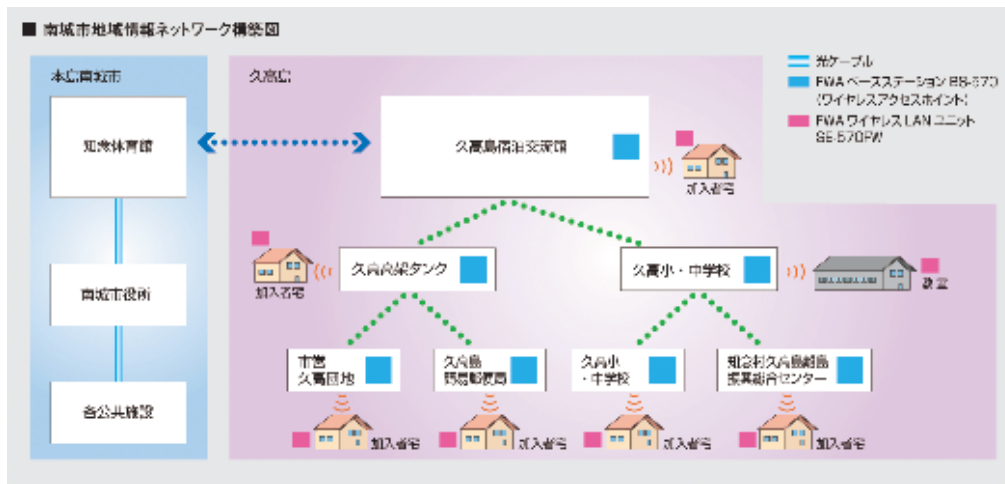 ■ 南城市地域情報ネットワーク構築図
本島南城市
久高島
光ケーブル
FWA ベースステーション BS-570
(ワイヤレスアクセスポイント)
FWA ワイヤレス LAN ユニット
SE-570FW
知念体育館
久高島宿泊交流館
加入者宅
加入者宅
久高高架タンク
久高小・中学校
教室
南城市役所
市営
久高団地
久高島
簡易郵便局
久高小
・中学校
知念村久高島離島
振興総合センター
各公共施設
加入者宅
加入者宅
加入者宅
加入者宅